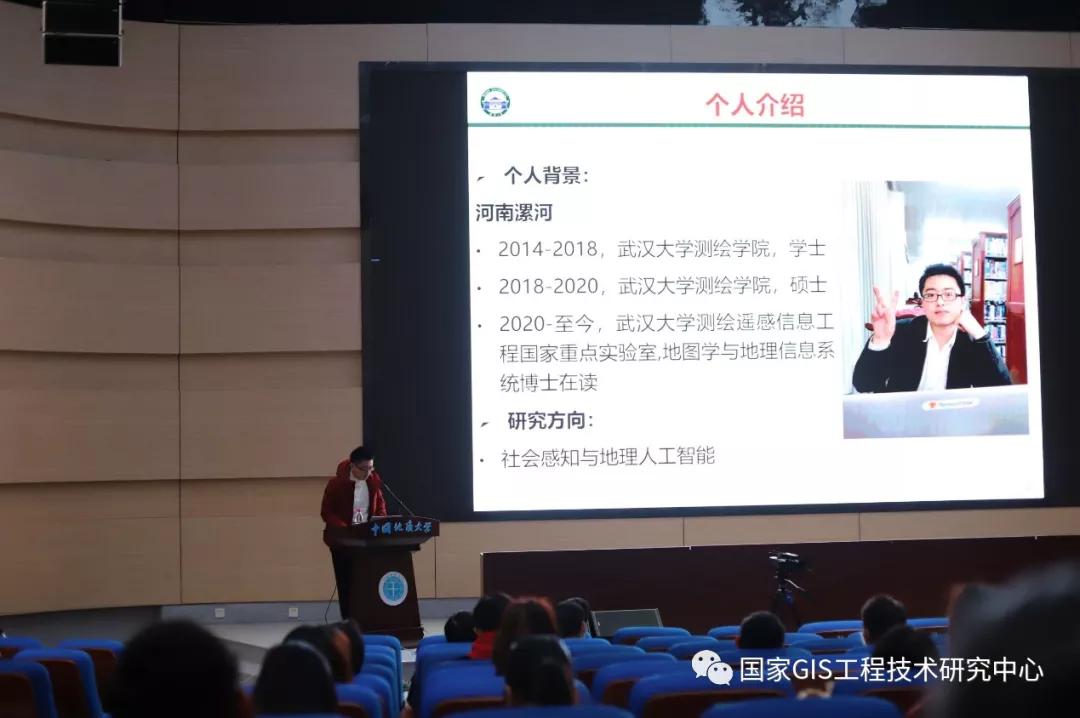 个人介绍
个人背景：
河南漯河
2014-2018，武汉大学测绘学院，学士
2018-2020，武汉大学测绘学院，硕士
2020-至今，武汉大学测绘遥感信息工
程国家重点实验室,地图学与地理信息系
统博士在读
研究方向：
社会感知与地理人工智能
中国地质大学
国家GIS工程技术研究中心